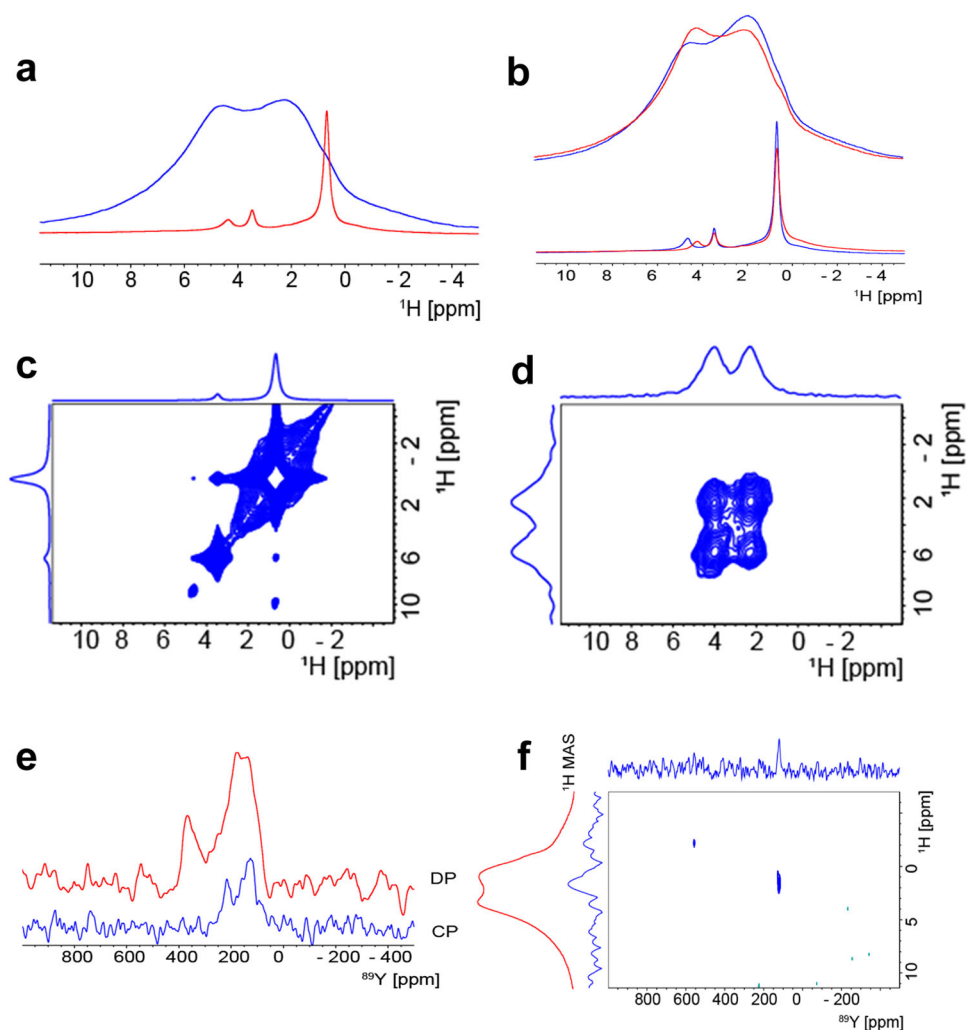 a
10 8 6 4 2 0 - 2 - 4
¹H [ppm]
b
10 8 6 4 2 0 - 2 - 4
¹H [ppm]
c
- 2
2
6
10
¹H [ppm]
10 8 6 4 2 0 - 2
¹H [ppm]
d
- 2
2
6
10
¹H [ppm]
10 8 6 4 2 0 - 2
¹H [ppm]
e
DP
CP
800 600 400 200 0 - 200 - 400
⁸⁹Y [ppm]
f
¹H MAS
0
5
10
¹H [ppm]
800 600 400 200 0 - 200
⁸⁹Y [ppm]